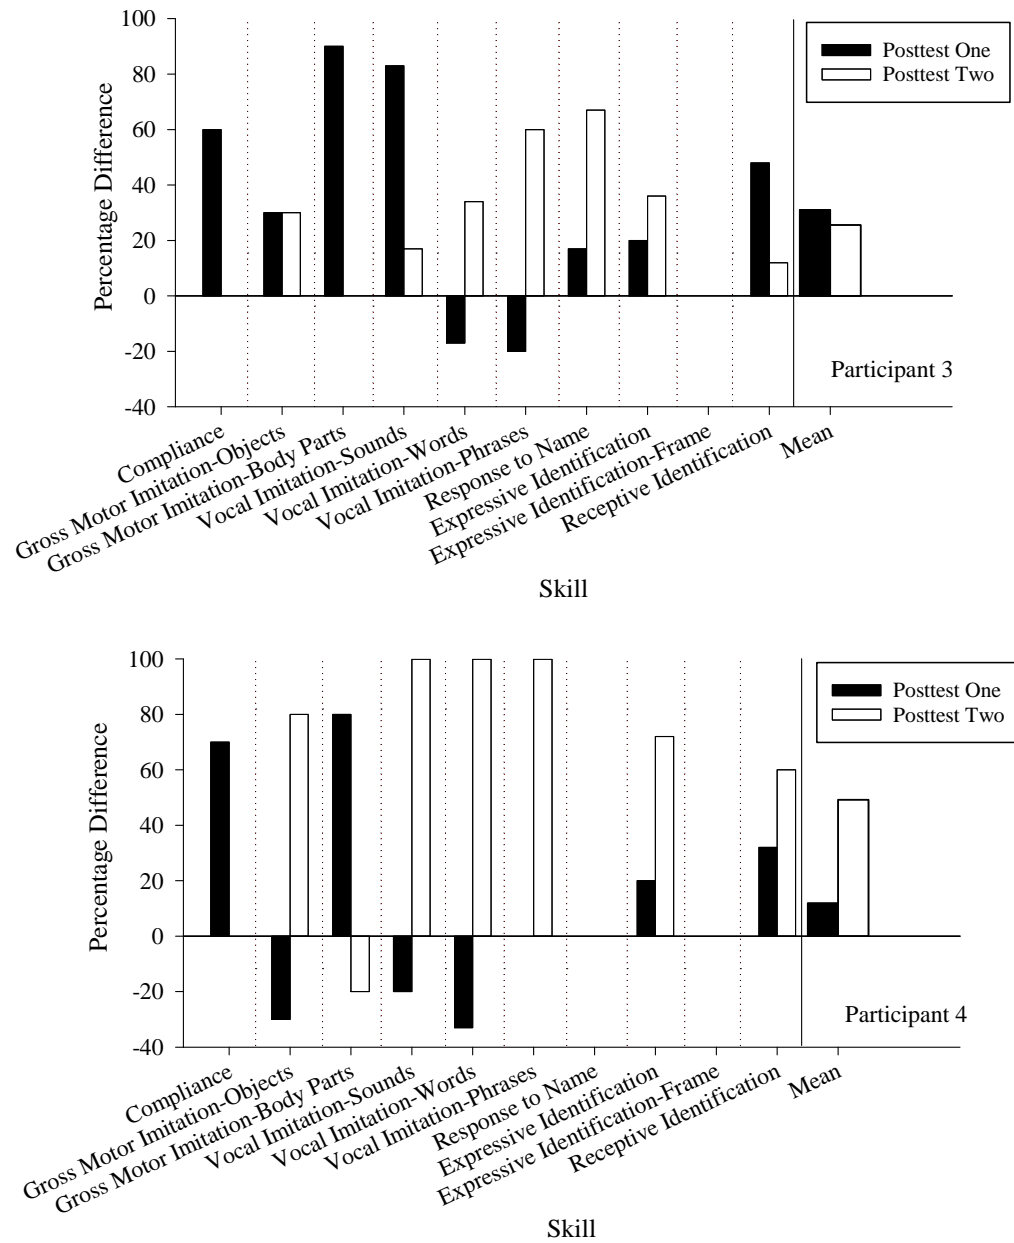 100
80
60
40
20
0
-20
-40
Percentage Difference
Posttest One
Posttest Two
Participant 3
Compliance
Gross Motor Imitation-Objects
Gross Motor Imitation-Body Parts
Vocal Imitation-Sounds
Vocal Imitation-Words
Vocal Imitation-Phrases
Response to Name
Expressive Identification
Expressive Identification-Frame
Receptive Identification
Mean
Skill
100
80
60
40
20
0
-20
-40
Percentage Difference
Posttest One
Posttest Two
Participant 4
Compliance
Gross Motor Imitation-Objects
Gross Motor Imitation-Body Parts
Vocal Imitation-Sounds
Vocal Imitation-Words
Vocal Imitation-Phrases
Response to Name
Expressive Identification
Expressive Identification-Frame
Receptive Identification
Mean
Skill